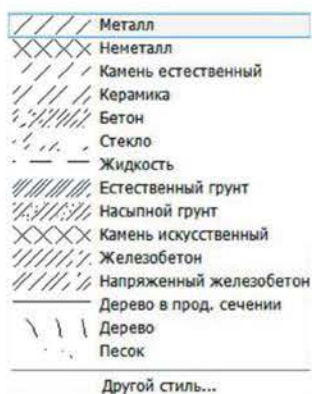 Металл
Неметалл
Камень естественный
Керамика
Бетон
Стекло
Жидкость
Естественный грунт
Насыпной грунт
Камень искусственный
Железобетон
Напряженный железобетон
Дерево в прод. сечении
Дерево
Песок
Другой стиль...